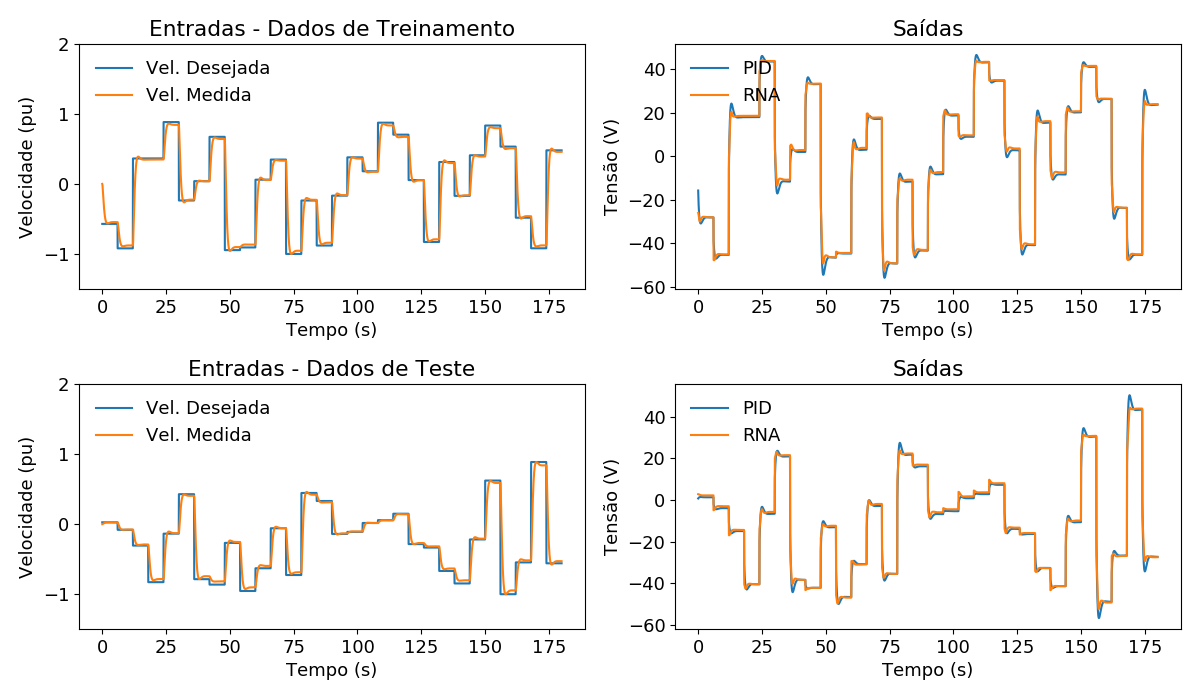 Entradas - Dados de Treinamento
2
1
0
−1
Velocidade (pu)
Vel. Desejada
Vel. Medida
0 25 50 75 100 125 150 175
Tempo (s)
Saídas
40
20
0
−20
−40
−60
Tensão (V)
PID
RNA
0 25 50 75 100 125 150 175
Tempo (s)
Entradas - Dados de Teste
2
1
0
−1
Velocidade (pu)
Vel. Desejada
Vel. Medida
0 25 50 75 100 125 150 175
Tempo (s)
Saídas
40
20
0
−20
−40
−60
Tensão (V)
PID
RNA
0 25 50 75 100 125 150 175
Tempo (s)